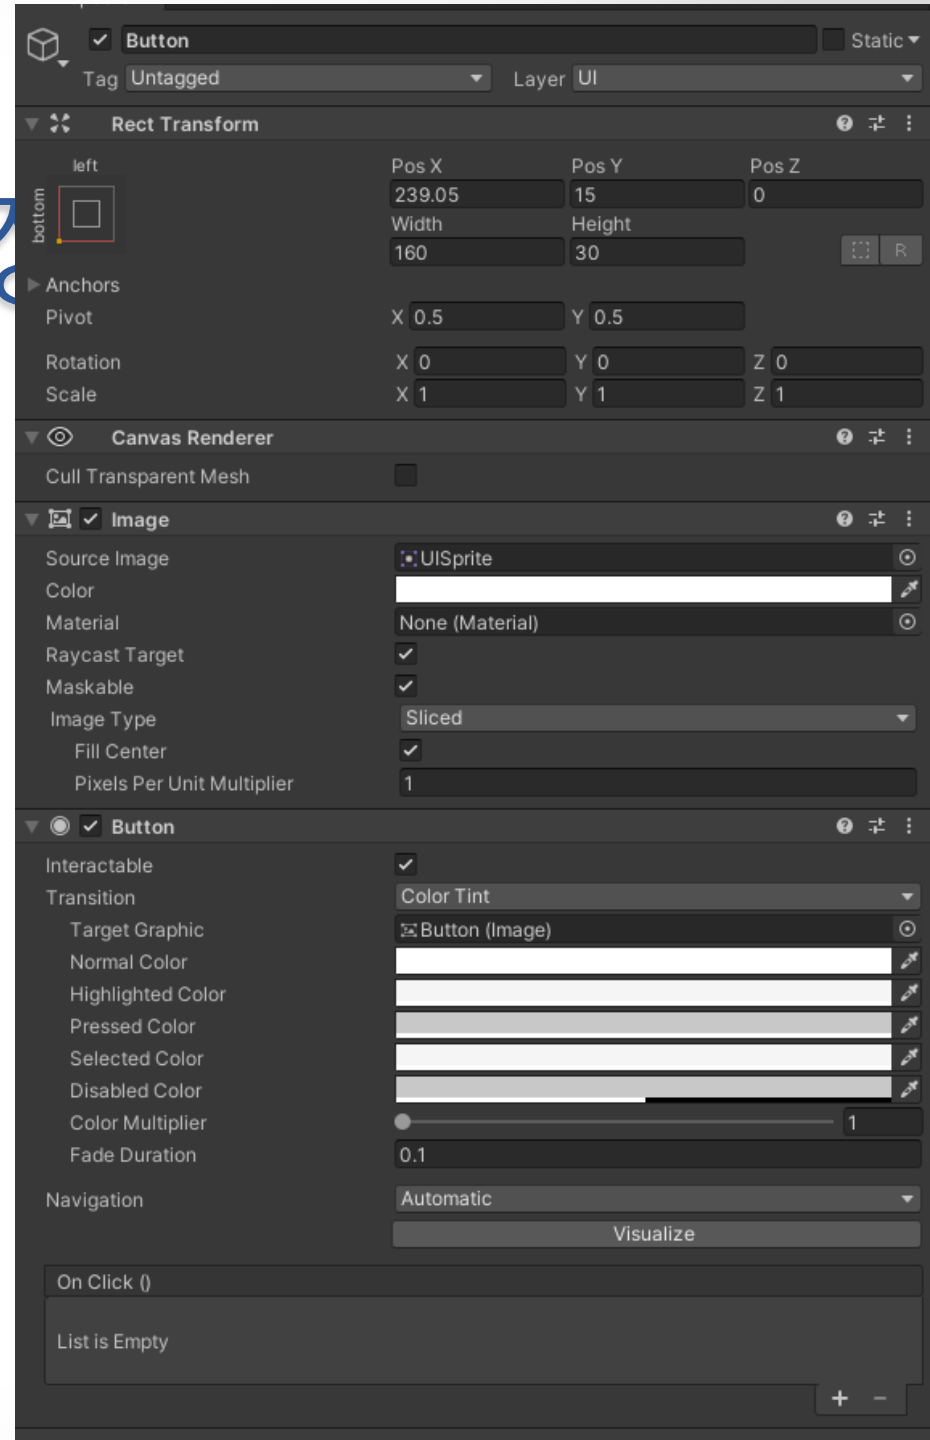 Button
Static
Tag Untagged Layer UI
Rect Transform
left
bottom
Pos X Pos Y Pos Z
239.05 15 0
Width Height
160 30
R
Anchors
Pivot X 0.5 Y 0.5
Rotation X 0 Y 0 Z 0
Scale X 1 Y 1 Z 1
Canvas Renderer
Cull Transparent Mesh
Image
Source Image UISprite
Color
Material None (Material)
Raycast Target
Maskable
Image Type Sliced
Fill Center
Pixels Per Unit Multiplier 1
Button
Interactable
Transition Color Tint
Target Graphic Button (Image)
Normal Color
Highlighted Color
Pressed Color
Selected Color
Disabled Color
Color Multiplier 1
Fade Duration 0.1
Navigation Automatic
Visualize
On Click ()
List is Empty